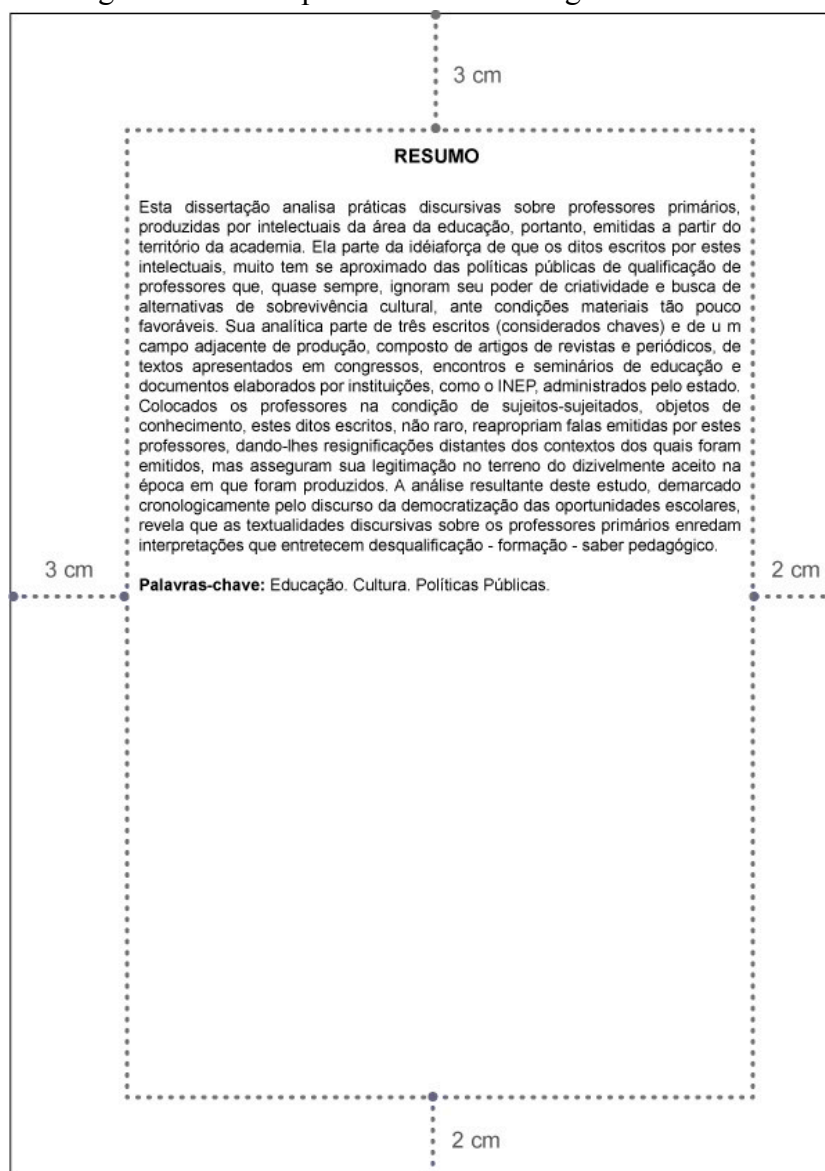 3 cm
RESUMO
Esta dissertação analisa práticas discursivas sobre professores primários,
produzidas por intelectuais da área da educação, portanto, emitidas a partir do
território da academia. Ela parte da idéiaforça de que os ditos escritos por estes
intelectuais, muito tem se aproximado das políticas públicas de qualificação de
professores que, quase sempre, ignoram seu poder de criatividade e busca de
alternativas de sobrevivência cultural, ante condições materiais tão pouco
favoráveis. Sua analítica parte de três escritos (considerados chaves) e de u m
campo adjacente de produção, composto de artigos de revistas e periódicos, de
textos apresentados em congressos, encontros e seminários de educação e
documentos elaborados por instituições, como o INEP, administrados pelo estado.
Colocados os professores na condição de sujeitos-sujeitados, objetos de
conhecimento, estes ditos escritos, não raro, reapropriam falas emitidas por estes
professores, dando-lhes resignificações distantes dos contextos dos quais foram
emitidos, mas asseguram sua legitimação no terreno do dizivelmente aceito na
época em que foram produzidos. A análise resultante deste estudo, demarcado
cronologicamente pelo discurso da democratização das oportunidades escolares,
revela que as textualidades discursivas sobre os professores primários enredam
interpretações que entretecem desqualificação - formação - saber pedagógico.
3 cm
2 cm
Palavras-chave: Educação. Cultura. Políticas Públicas.
2 cm